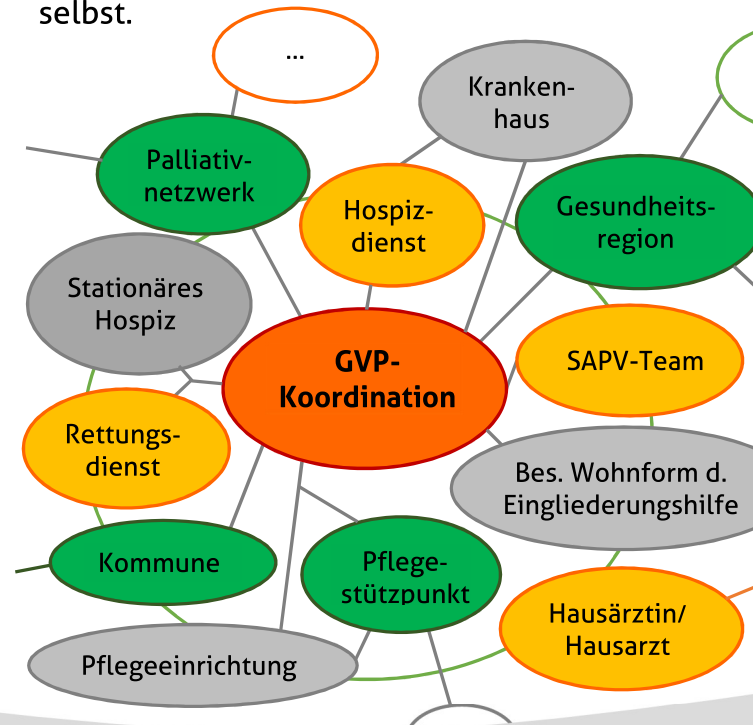 selbst.
...
Kranken-
haus
Palliativ-
netzwerk
Hospiz-
dienst
Gesundheits-
region
Stationäres
Hospiz
GVP-
Koordination
SAPV-Team
Rettungs-
dienst
Bes. Wohnform d.
Eingliederungshilfe
Kommune
Pflege-
stützpunkt
Hausärztin/
Hausarzt
Pflegeeinrichtung